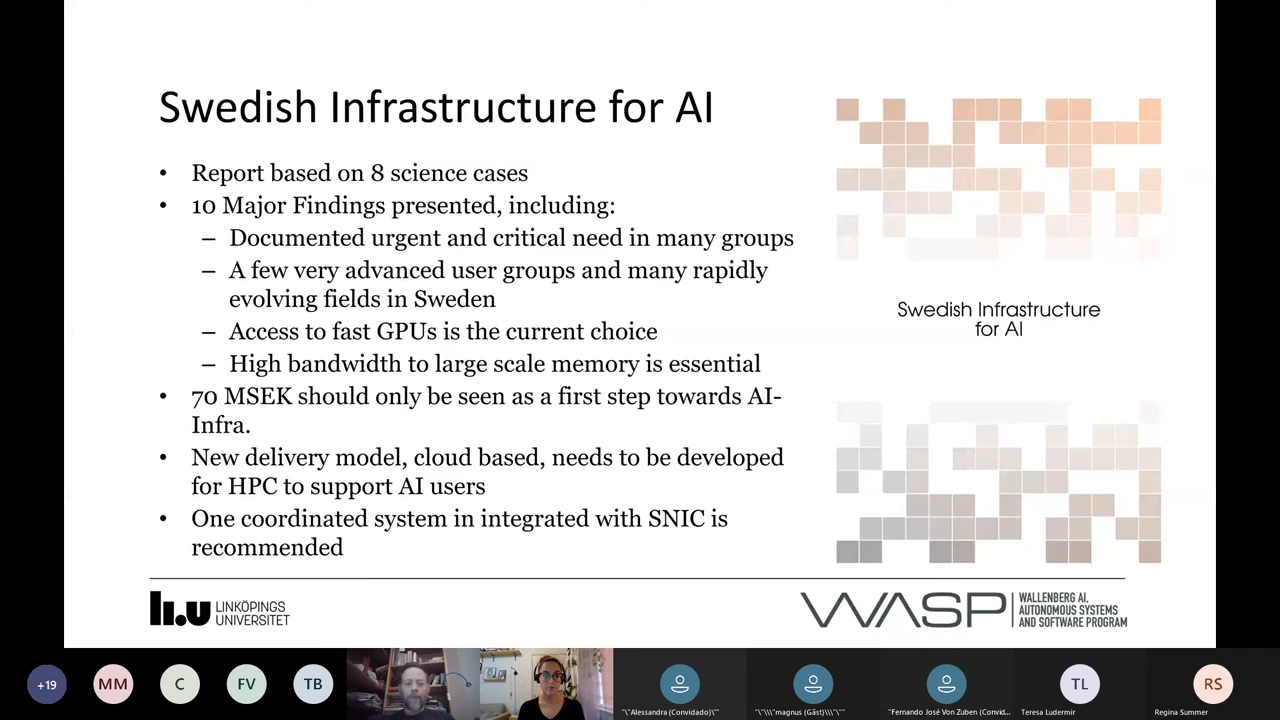 Swedish Infrastructure for AI
• Report based on 8 science cases
• 10 Major Findings presented, including:
– Documented urgent and critical need in many groups
– A few very advanced user groups and many rapidly
evolving fields in Sweden
– Access to fast GPUs is the current choice
– High bandwidth to large scale memory is essential
• 70 MSEK should only be seen as a first step towards AI-
Infra.
• New delivery model, cloud based, needs to be developed
for HPC to support AI users
• One coordinated system in integrated with SNIC is
recommended
Swedish Infrastructure
for AI
li.u LINKÖPINGS
UNIVERSITET
WASP WALLENBERG AI,
AUTONOMOUS SYSTEMS
AND SOFTWARE PROGRAM
+19
MM
C
FV
TB
TL
RS
"\"Alessandra (Convidado)\""
"\"\\\"magnus (Gäst)\\\"\""
"Fernando José Von Zuben (Convid...
Teresa Ludermir
Regina Summer